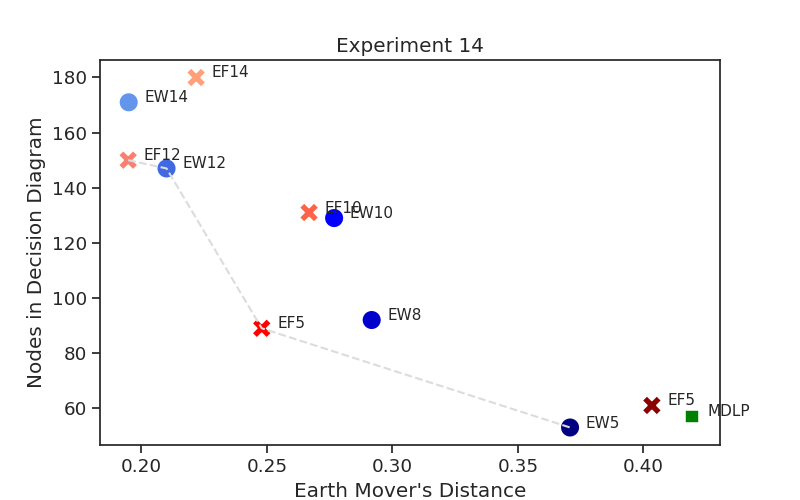 Experiment 14
Nodes in Decision Diagram
180
160
140
120
100
80
60
EF14
EW14
EF12
EW12
EF10
EW10
EW8
EF5
EF5
MDLP
EW5
0.20
0.25
0.30
0.35
0.40
Earth Mover's Distance